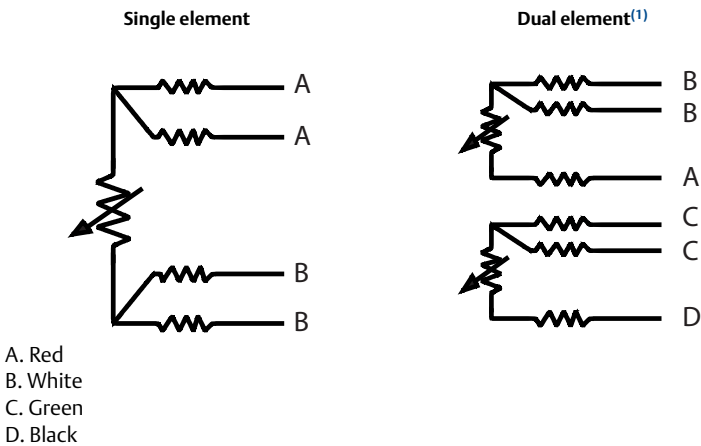 Single element
A
A
B
B
Dual element(1)
B
B
A
C
C
D
A. Red
B. White
C. Green
D. Black